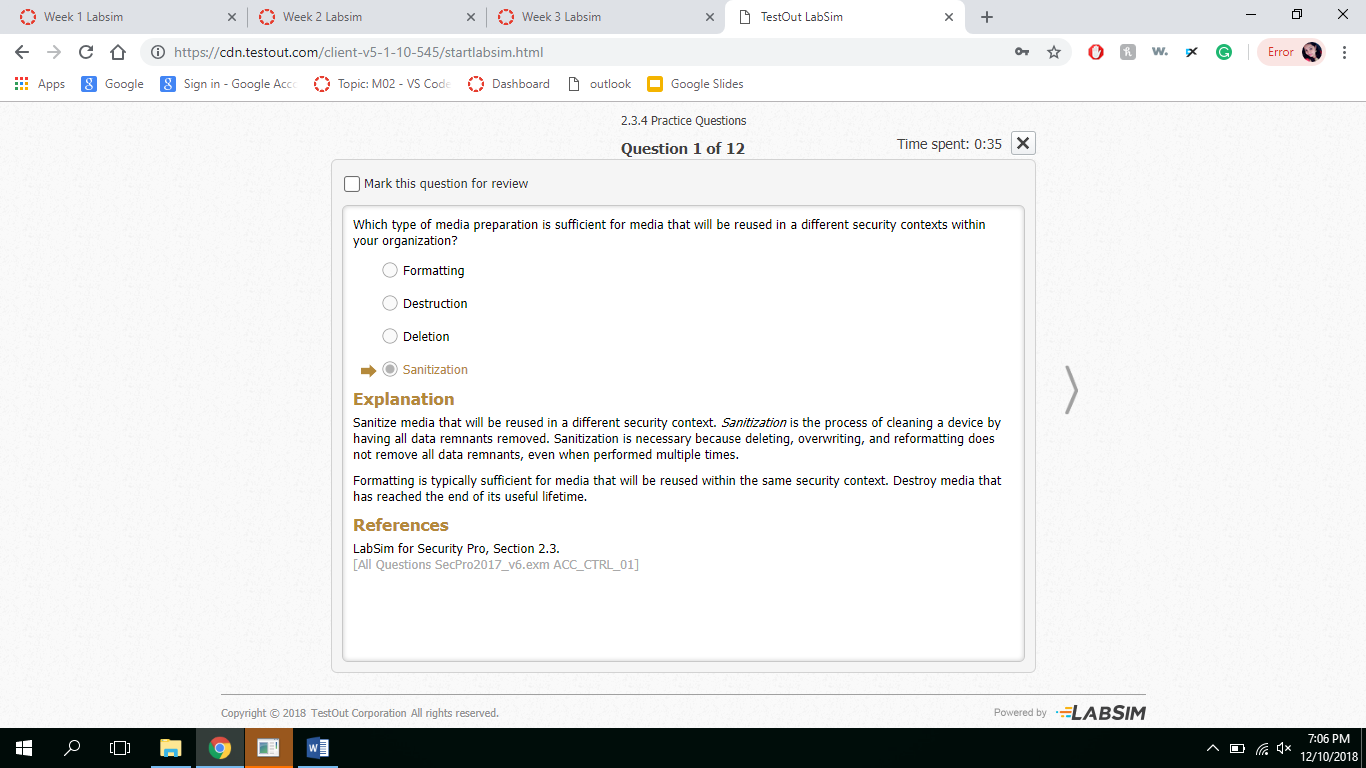 Week 1 Labsim
Week 2 Labsim
Week 3 Labsim
TestOut LabSim
https://cdn.testout.com/client-v5-1-10-545/startlabsim.html
Error
Apps
Google
Sign in - Google Acc
Topic: M02 - VS Code
Dashboard
outlook
Google Slides
2.3.4 Practice Questions
Question 1 of 12
Time spent: 0:35
Mark this question for review
Which type of media preparation is sufficient for media that will be reused in a different security contexts within
your organization?
Formatting
Destruction
Deletion
Sanitization
Explanation
Sanitize media that will be reused in a different security context. Sanitization is the process of cleaning a device by
having all data remnants removed. Sanitization is necessary because deleting, overwriting, and reformatting does
not remove all data remnants, even when performed multiple times.
Formatting is typically sufficient for media that will be reused within the same security context. Destroy media that
has reached the end of its useful lifetime.
References
LabSim for Security Pro, Section 2.3.
[All Questions SecPro2017_v6.exm ACC_CTRL_01]
Copyright © 2018 TestOut Corporation All rights reserved.
Powered by LABSIM
7:06 PM
12/10/2018